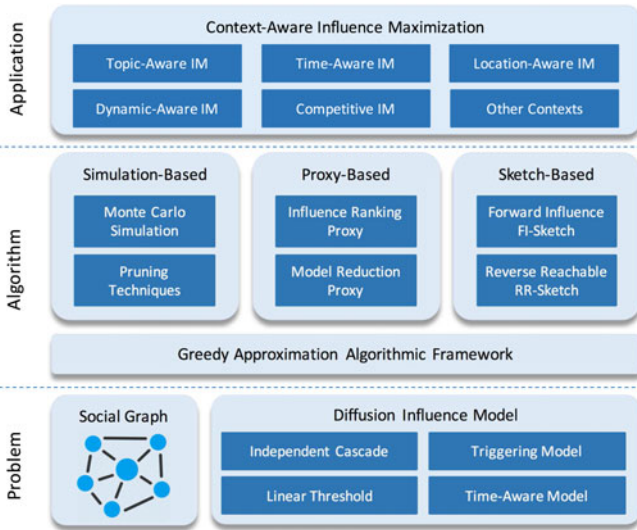 Application
Context-Aware Influence Maximization
Topic-Aware IM
Time-Aware IM
Location-Aware IM
Dynamic-Aware IM
Competitive IM
Other Contexts
Algorithm
Simulation-Based
Monte Carlo
Simulation
Pruning
Techniques
Proxy-Based
Influence Ranking
Proxy
Model Reduction
Proxy
Sketch-Based
Forward Influence
FI-Sketch
Reverse Reachable
RR-Sketch
Greedy Approximation Algorithmic Framework
Problem
Social Graph
Diffusion Influence Model
Independent Cascade
Triggering Model
Linear Threshold
Time-Aware Model